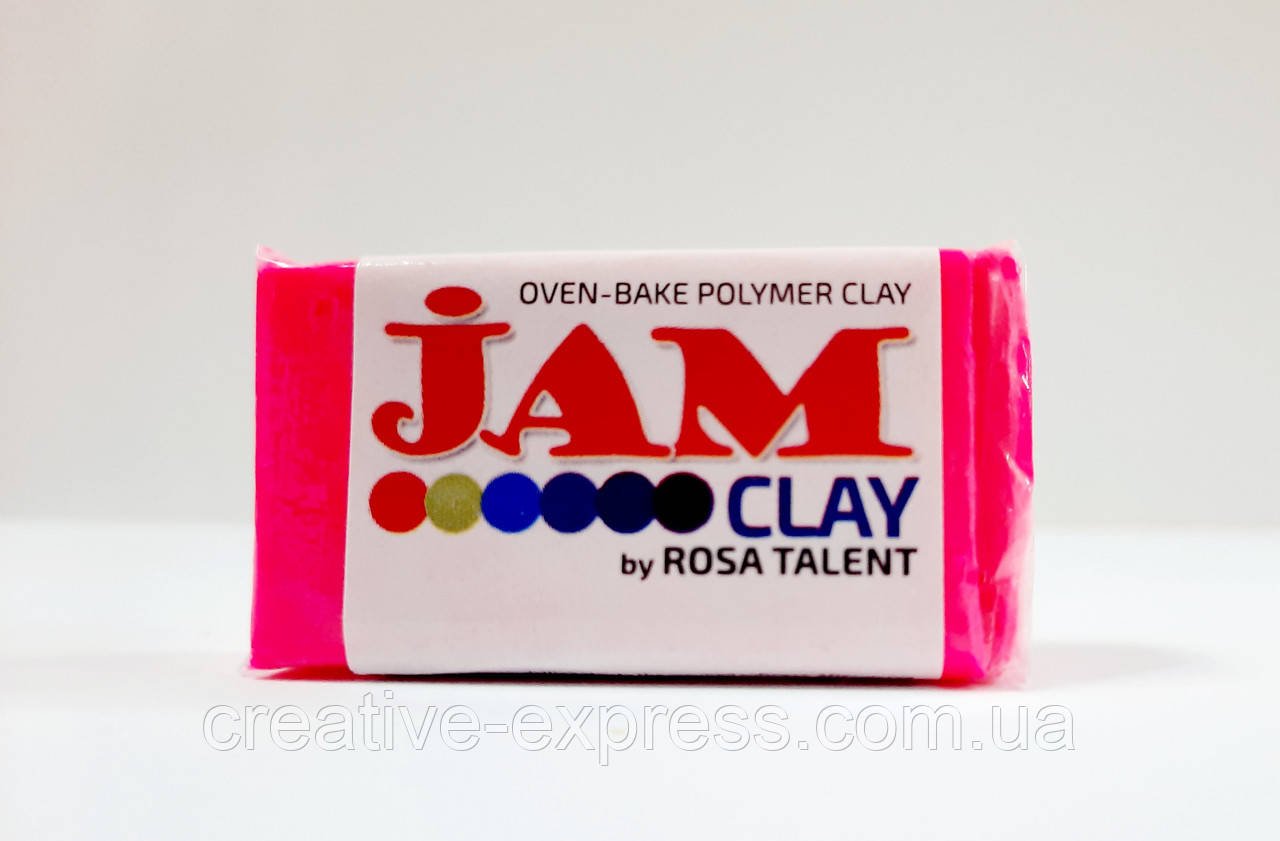 OVEN-BAKE POLYMER CLAY
JAM
CLAY
by ROSA TALENT
creative-express.com.ua